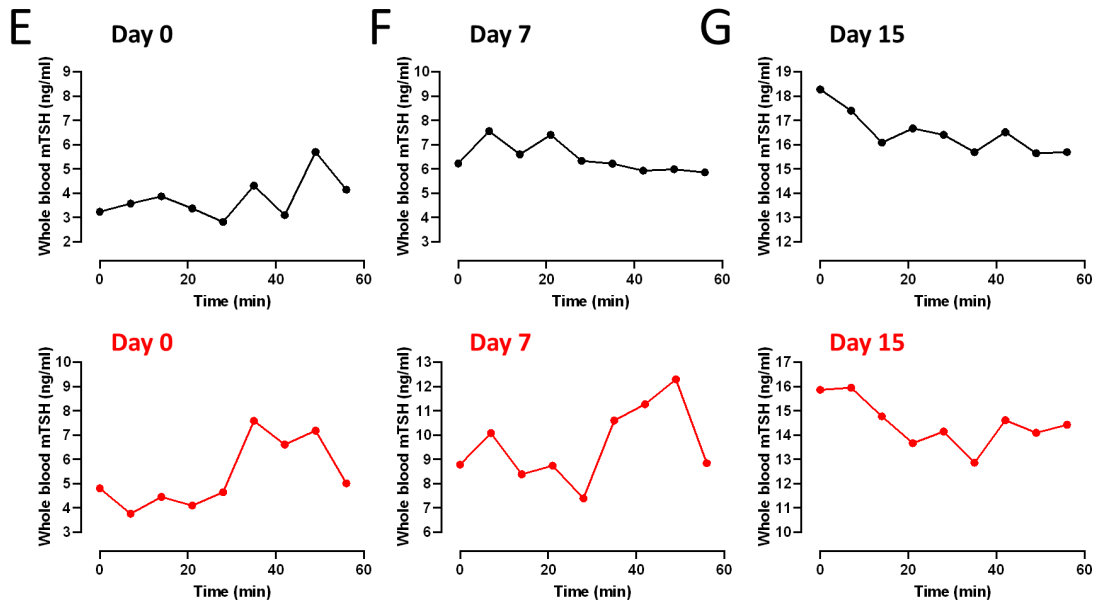 E Day 0
Whole blood mTSH (ng/ml)
9
8
7
6
5
4
3
2
0 20 40 60
Time (min)
F Day 7
Whole blood mTSH (ng/ml)
10
9
8
7
6
5
4
3
0 20 40 60
Time (min)
G Day 15
Whole blood mTSH (ng/ml)
19
18
17
16
15
14
13
12
0 20 40 60
Time (min)
Day 0
Whole blood mTSH (ng/ml)
10
9
8
7
6
5
4
3
0 20 40 60
Time (min)
Day 7
Whole blood mTSH (ng/ml)
13
12
11
10
9
8
7
6
0 20 40 60
Time (min)
Day 15
Whole blood mTSH (ng/ml)
17
16
15
14
13
12
11
10
0 20 40 60
Time (min)